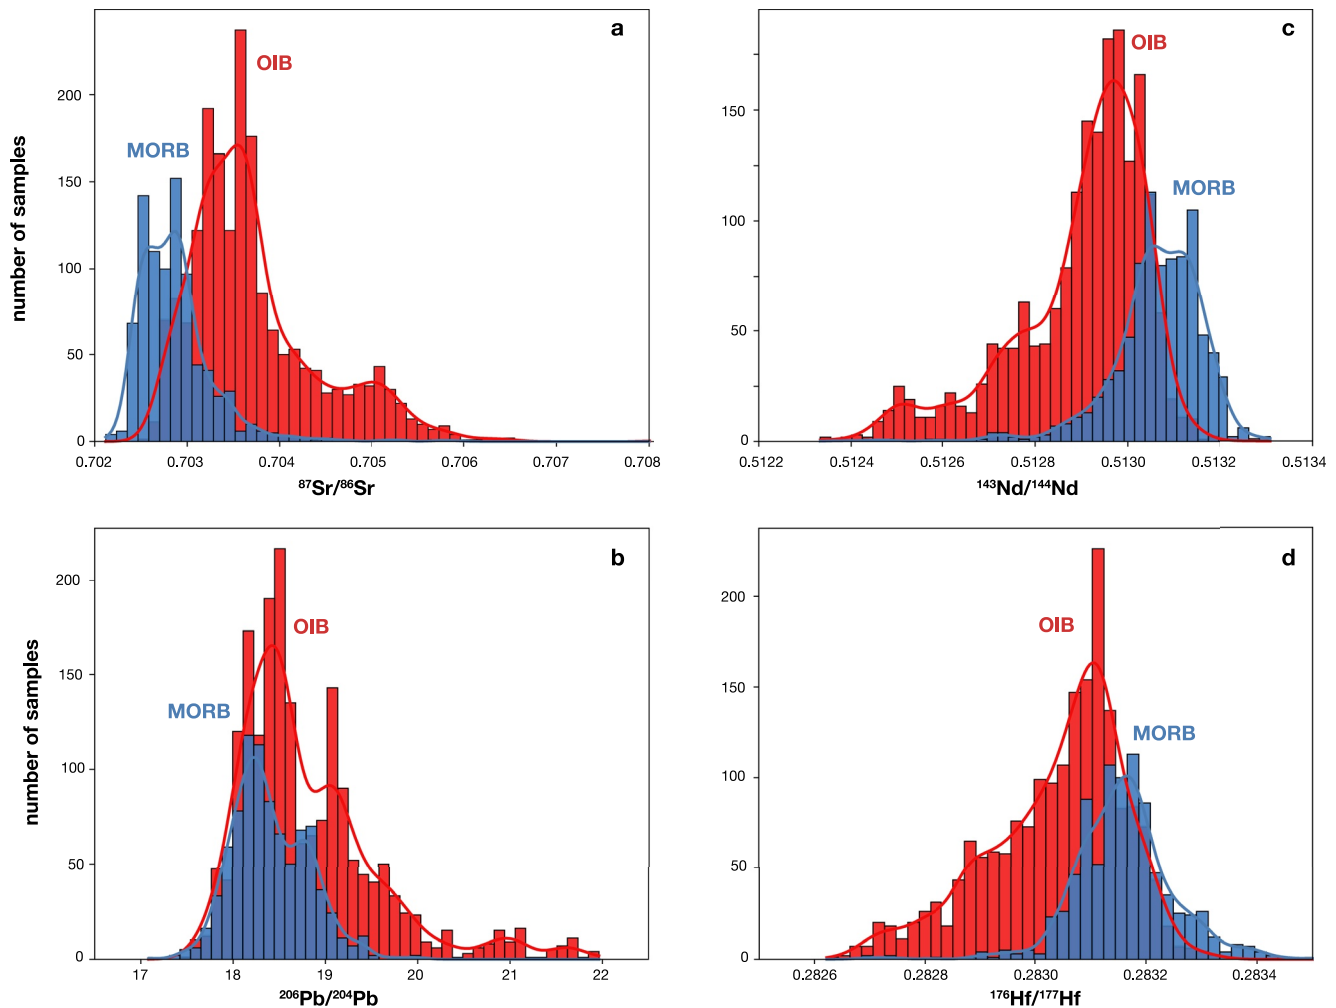 a
OIB
MORB
number of samples
200
150
100
50
0
0.702 0.703 0.704 0.705 0.706 0.707 0.708
⁸⁷Sr/⁸⁶Sr
c
OIB
MORB
150
100
50
0
0.5122 0.5124 0.5126 0.5128 0.5130 0.5132 0.5134
¹⁴³Nd/¹⁴⁴Nd
b
OIB
MORB
number of samples
200
150
100
50
0
17 18 19 20 21 22
²⁰⁶Pb/²⁰⁴Pb
d
OIB
MORB
200
150
100
50
0
0.2826 0.2828 0.2830 0.2832 0.2834
¹⁷⁶Hf/¹⁷⁷Hf